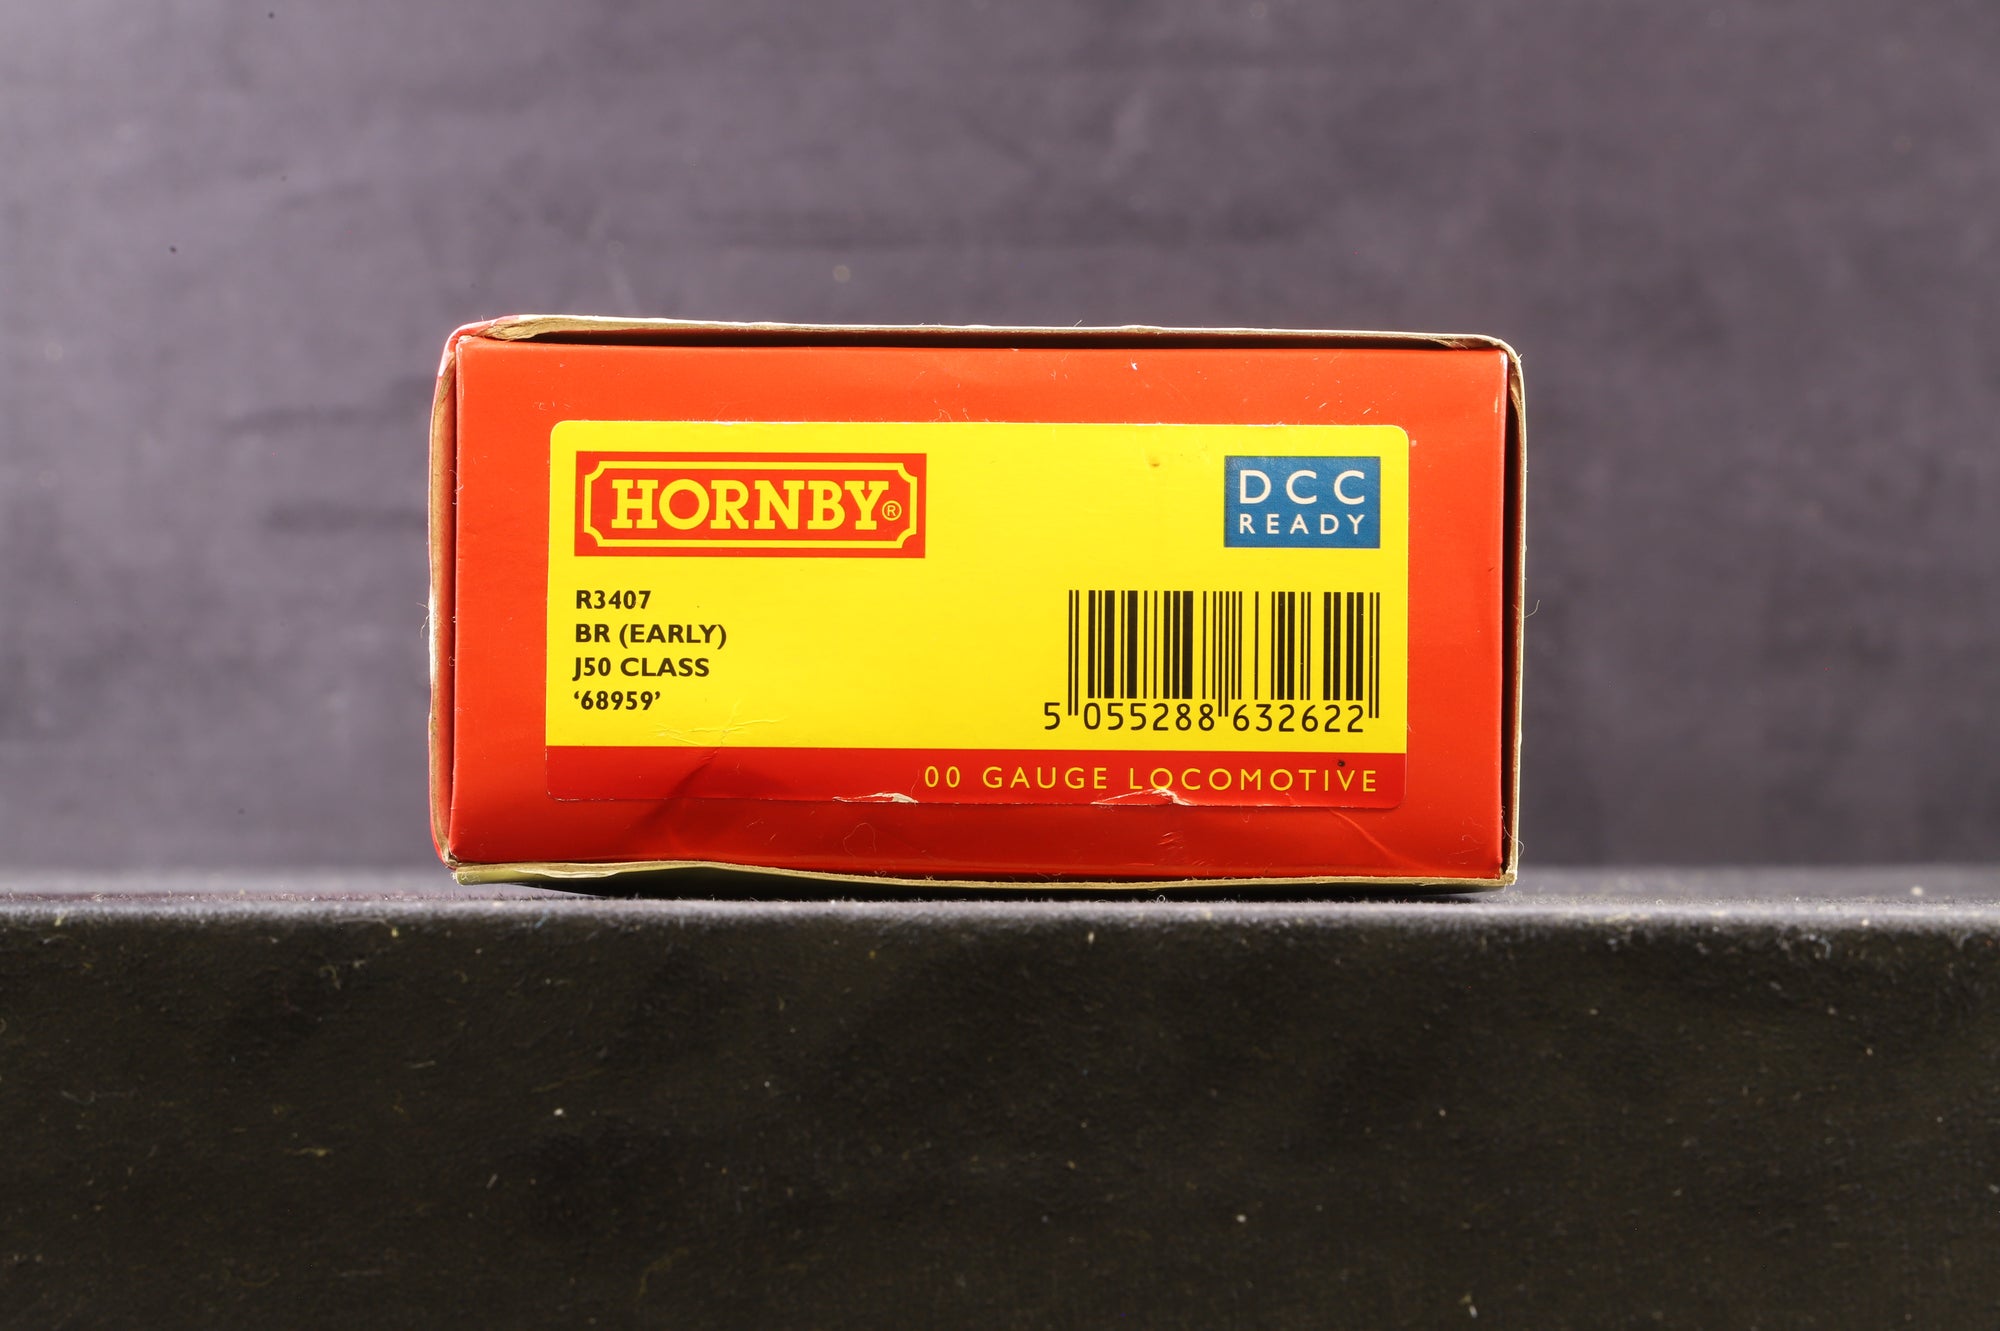 HORNBY®
DCC
READY
R3407
BR (EARLY)
J50 CLASS
‘68959’
5 055288 632622
00 GAUGE LOCOMOTIVE